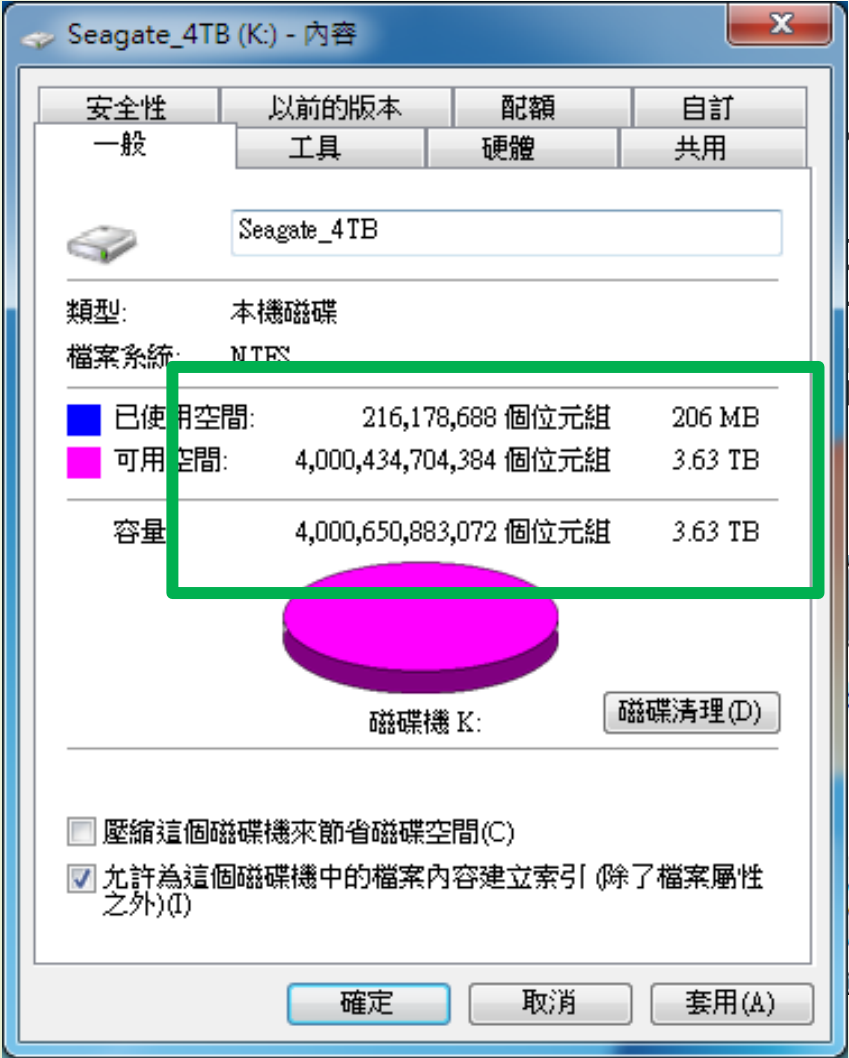 Seagate_4TB (K:) - 內容
安全性 以前的版本 配額 自訂
一般 工具 硬體 共用
Seagate_4TB
類型: 本機磁碟
檔案系統: NTFS
已使用空間: 216,178,688 個位元組 206 MB
可用空間: 4,000,434,704,384 個位元組 3.63 TB
容量 4,000,650,883,072 個位元組 3.63 TB
磁碟機 K:
磁碟清理(D)
壓縮這個磁碟機來節省磁碟空間(C)
允許為這個磁碟機中的檔案內容建立索引 (除了檔案屬性
之外)(I)
確定 取消 套用(A)